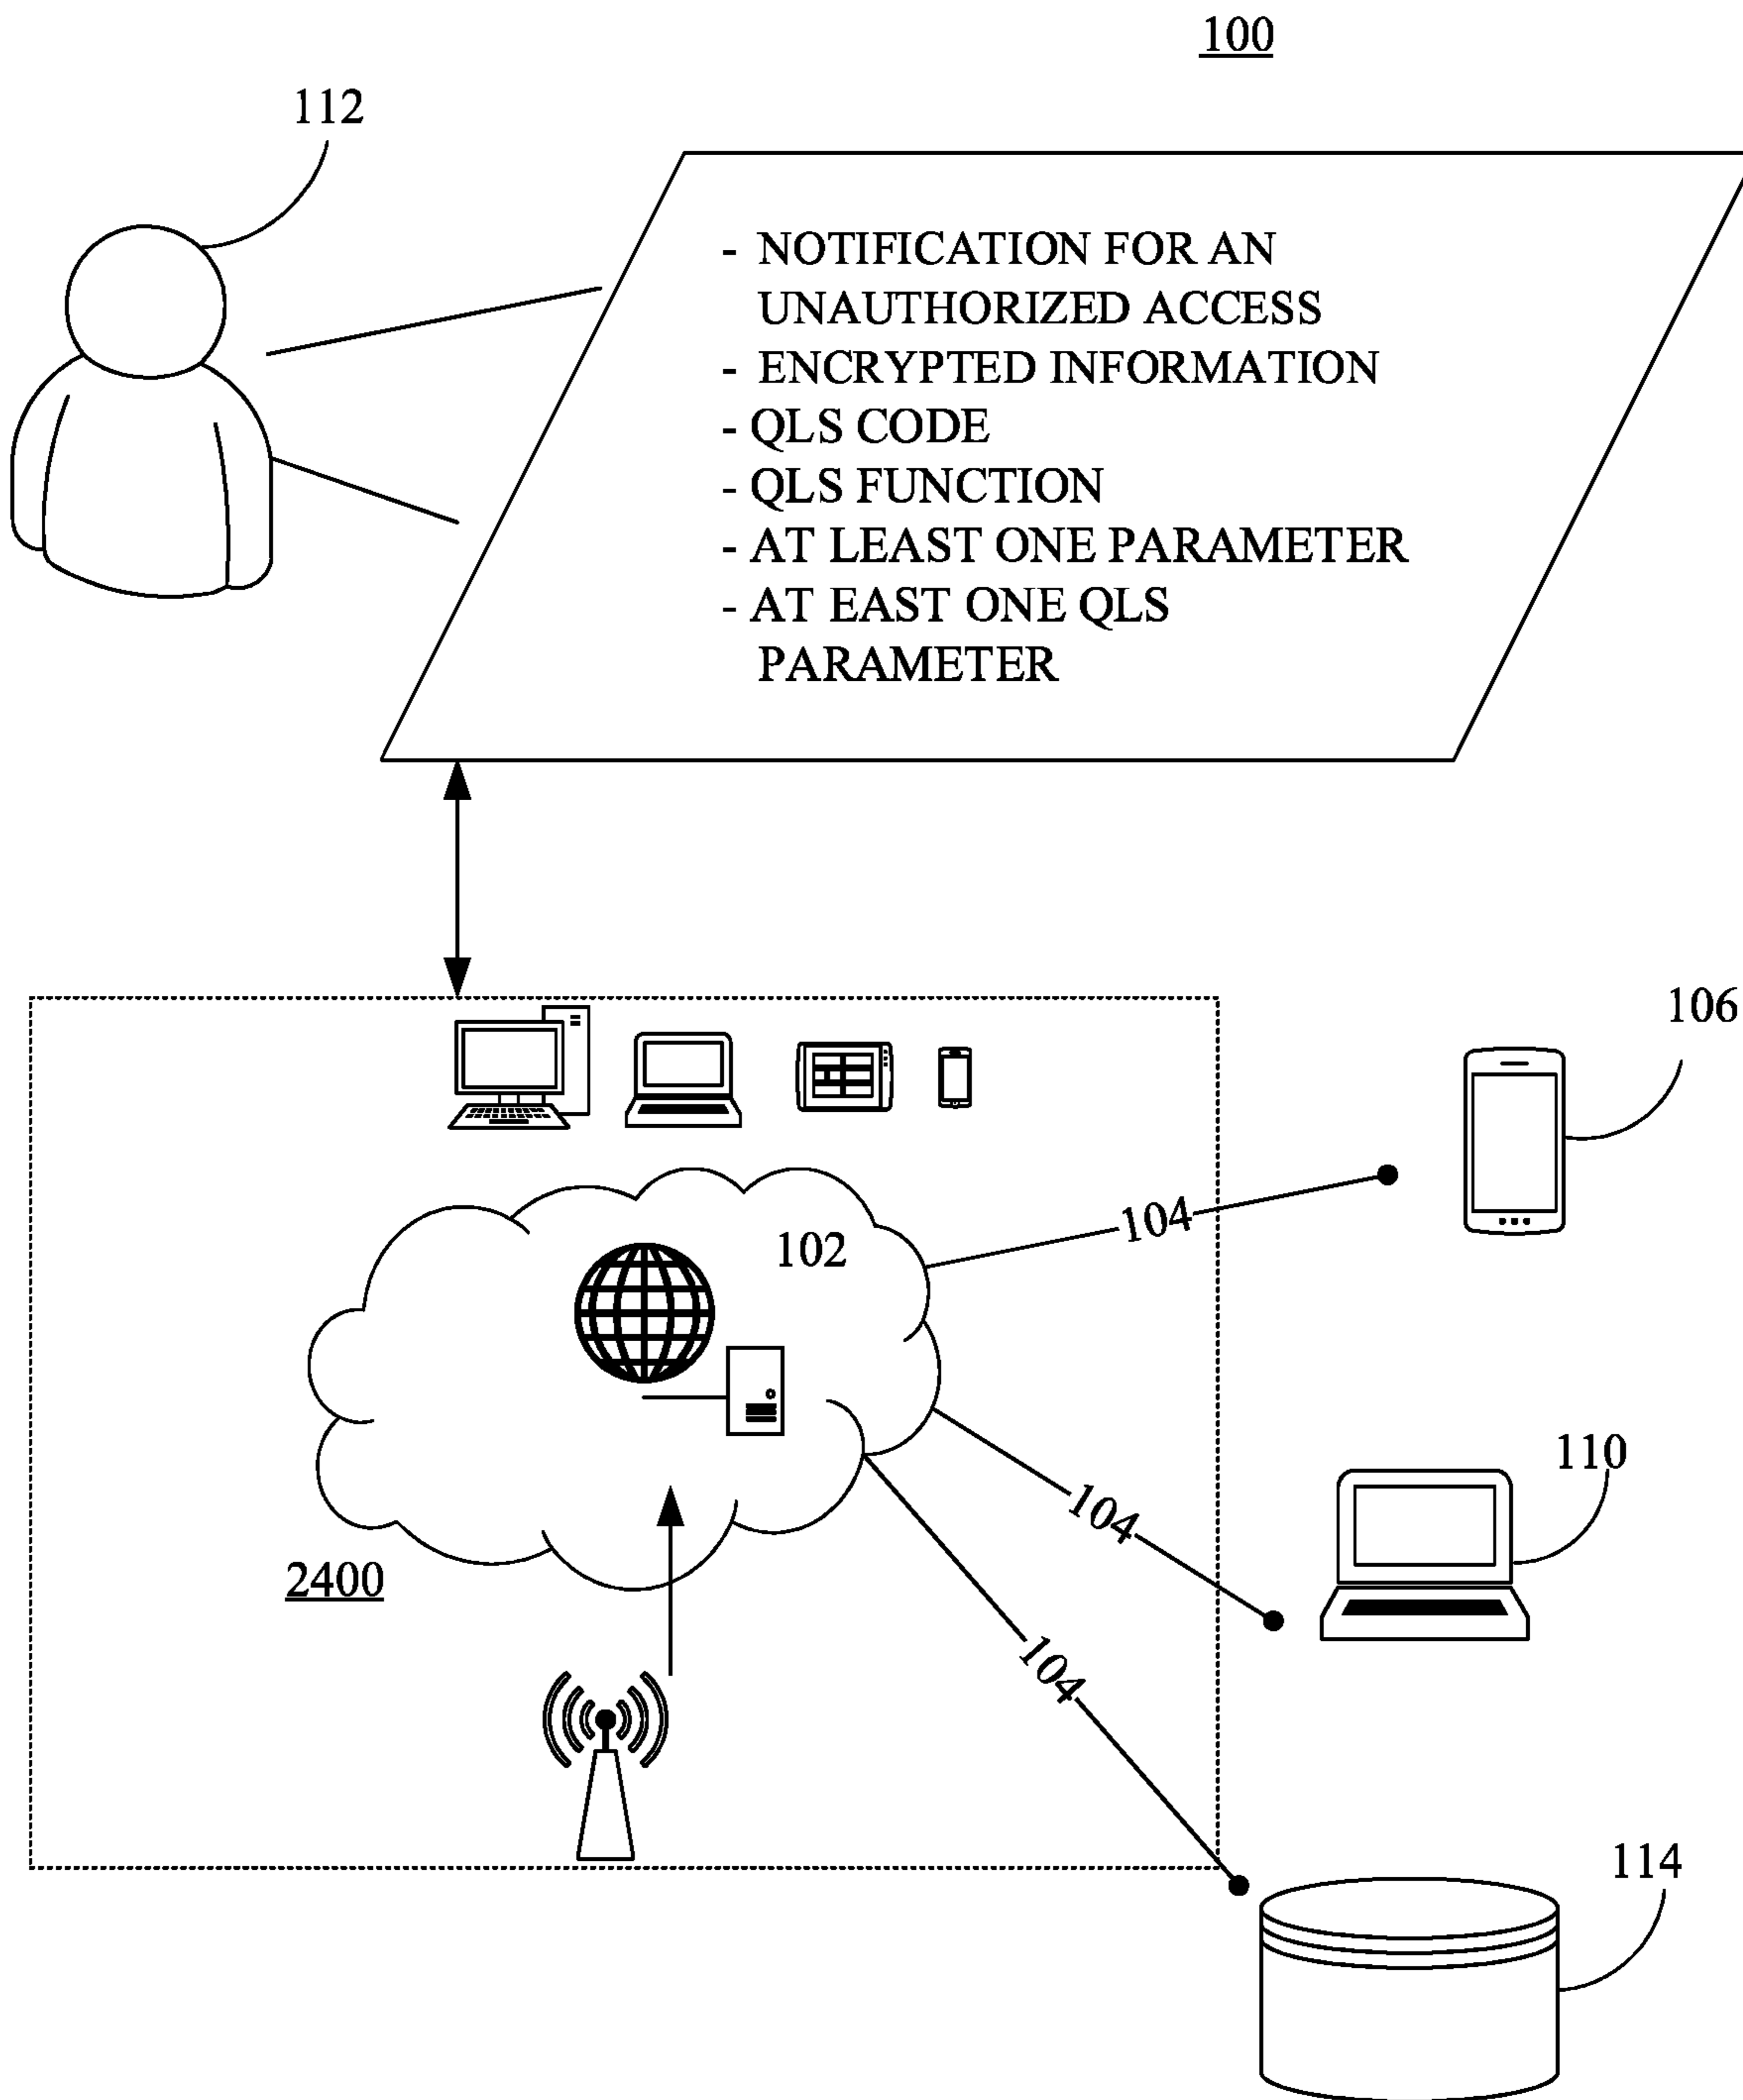 100
112
- NOTIFICATION FOR AN
UNAUTHORIZED ACCESS
- ENCRYPTED INFORMATION
- QLS CODE
- QLS FUNCTION
- AT LEAST ONE PARAMETER
- AT EAST ONE QLS
PARAMETER
106
104
102
110
104
2400
104
114